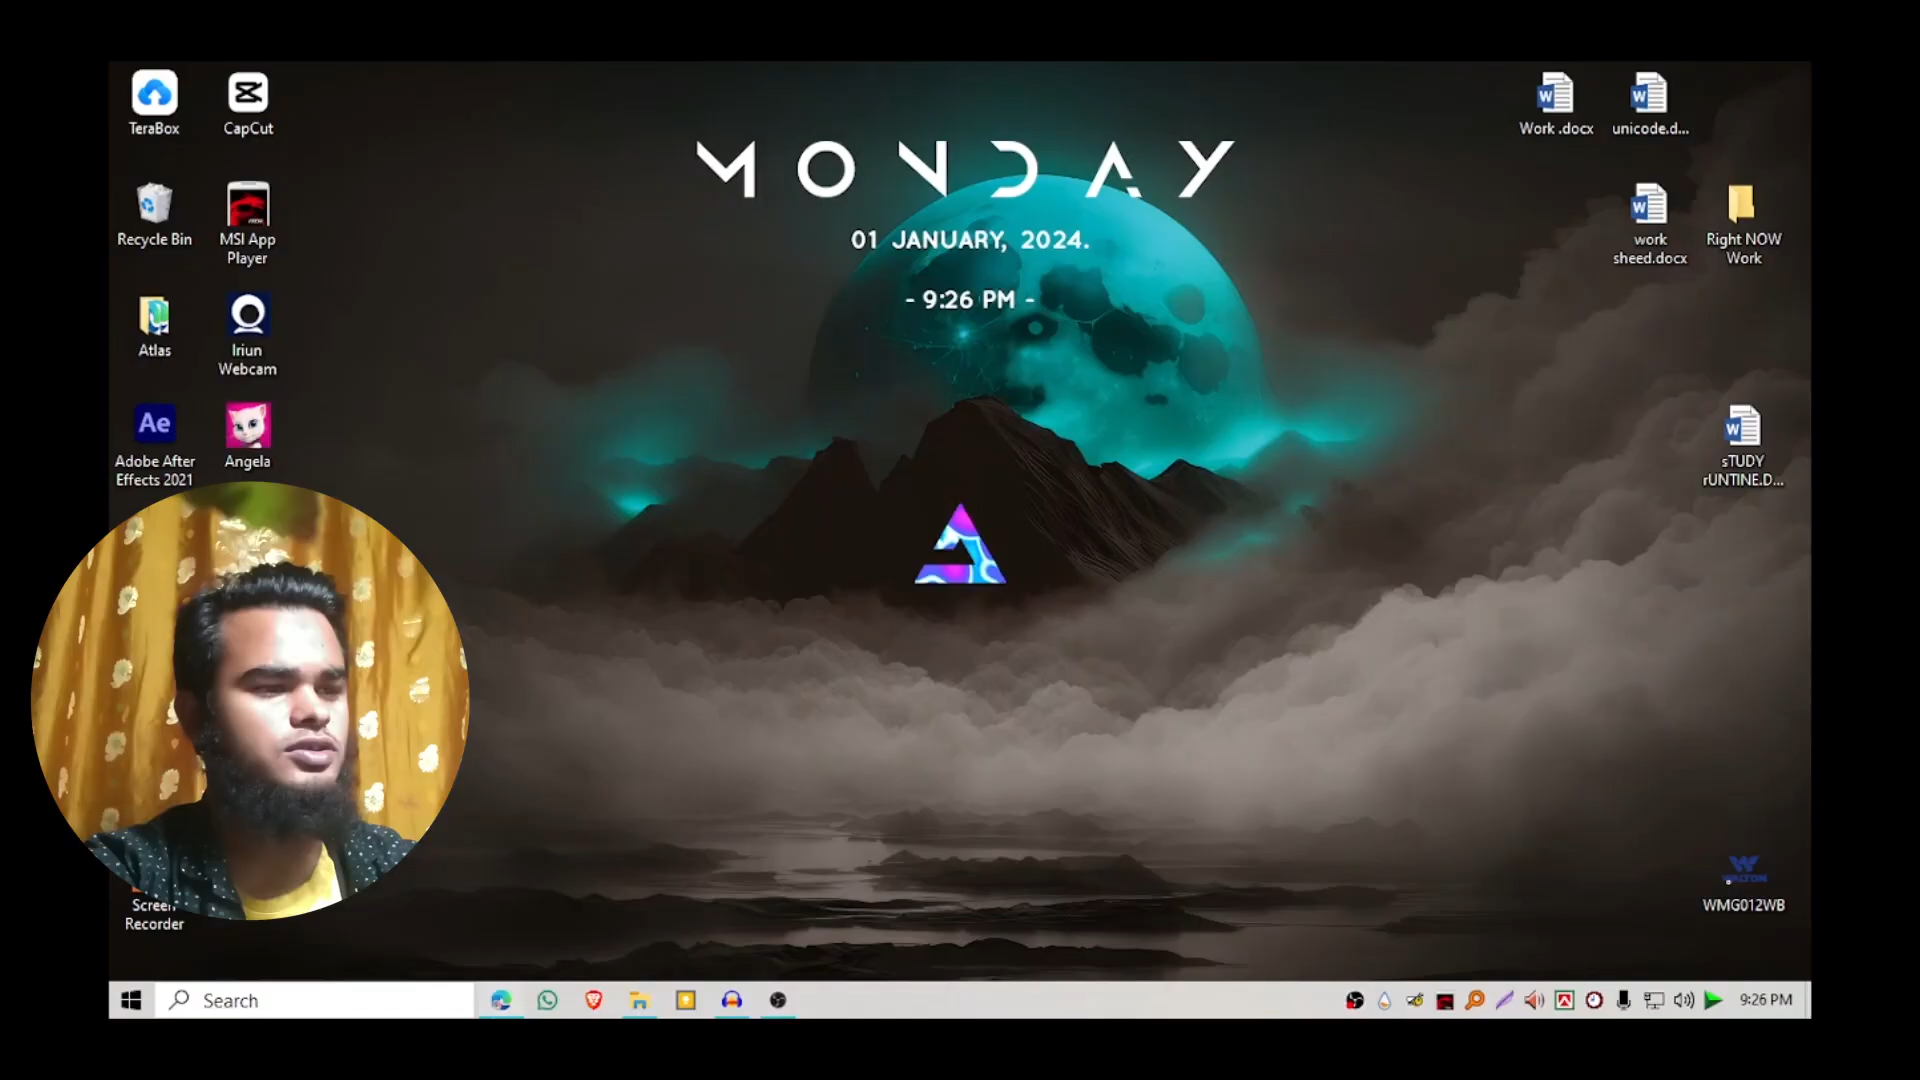 MONDAY
01 JANUARY, 2024.
- 9:26 PM -
TeraBox
CapCut
Recycle Bin
MSI App
Player
Atlas
Iriun
Webcam
Ae
Adobe After
Effects 2021
Angela
Screen
Recorder
Work .docx
unicode.d...
work
sheed.docx
Right NOW
Work
sTUDY
rUNTINE.D...
WALTON
WMG012WB
Search
9:26 PM